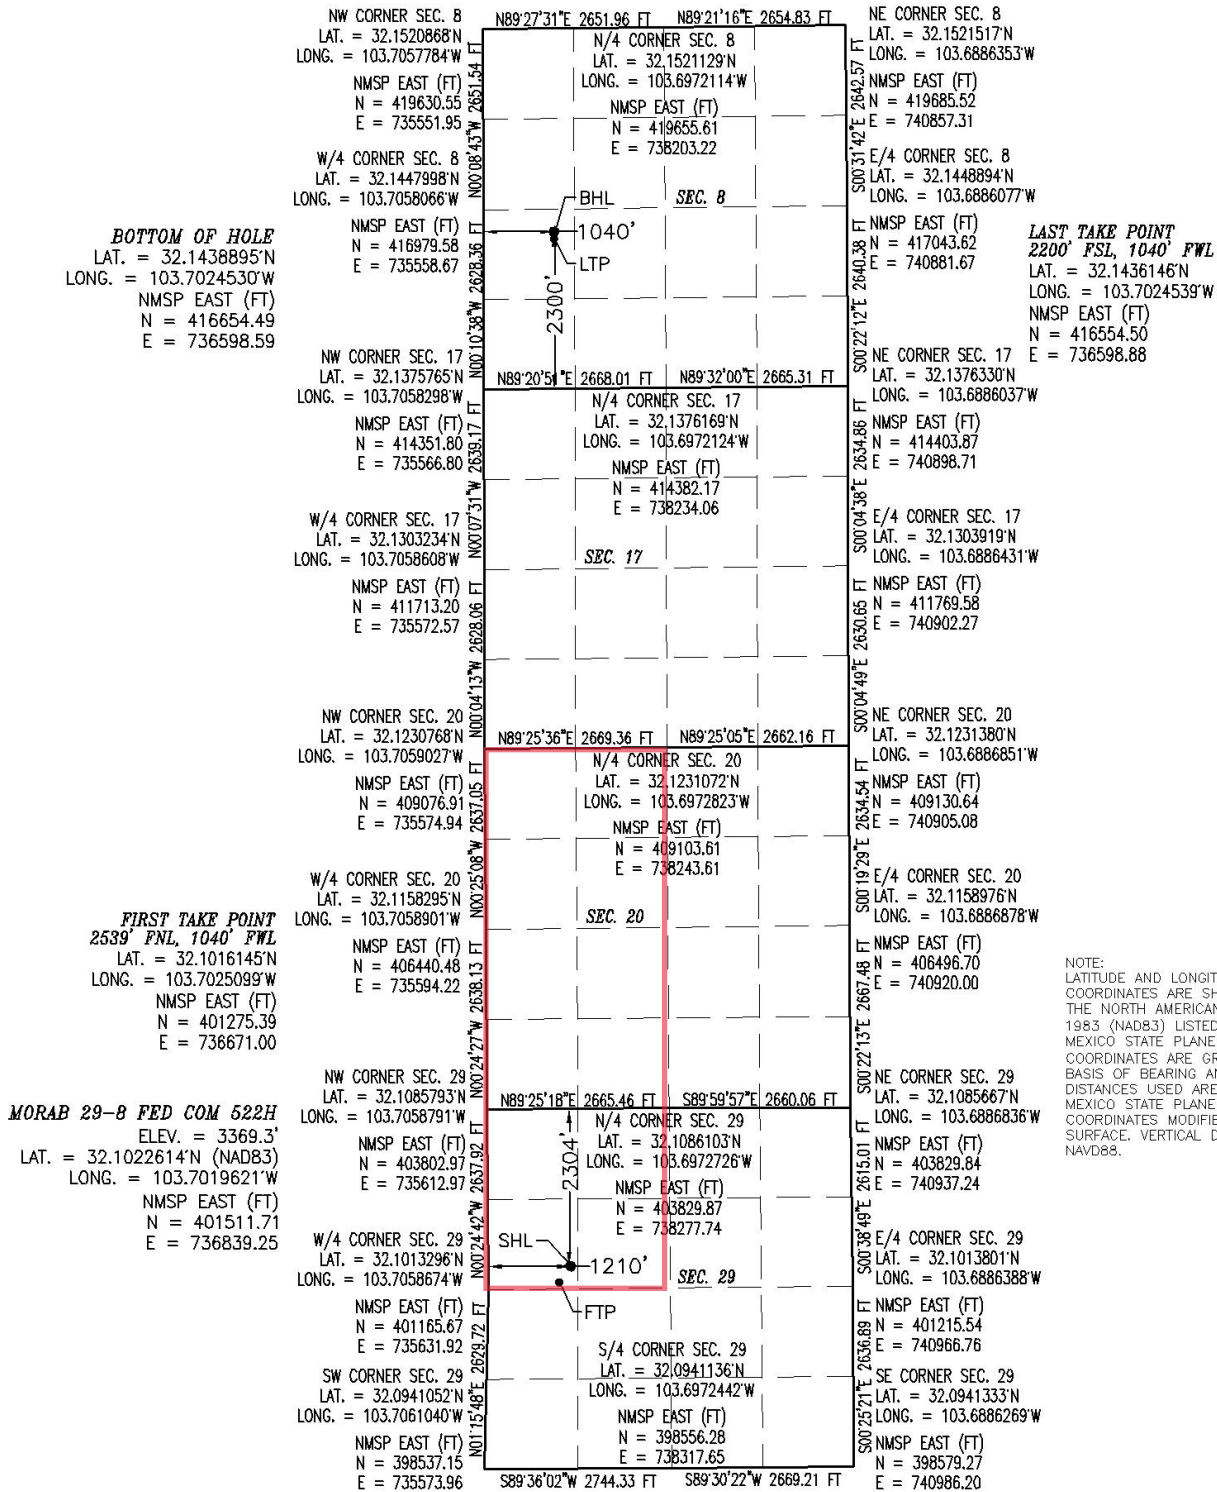 NW CORNER SEC. 8
LAT. = 32.1520868'N
LONG. = 103.7057784'W
NMSP EAST (FT)
N = 419630.55
E = 735551.95
N89°27'31"E 2651.96 FT
N89°21'16"E 2654.83 FT
N/4 CORNER SEC. 8
LAT. = 32.1521129'N
LONG. = 103.6972114'W
NMSP EAST (FT)
N = 419655.61
E = 738203.22
NE CORNER SEC. 8
LAT. = 32.1521517'N
LONG. = 103.6886353'W
NMSP EAST (FT)
N = 419685.52
E = 740857.31
N00°08'43"W 2651.54 FT
S00°31'42"E 2642.57 FT
W/4 CORNER SEC. 8
LAT. = 32.1447998'N
LONG. = 103.7058066'W
NMSP EAST (FT)
N = 416979.58
E = 735558.67
SEC. 8
BHL
1040'
LTP
2300'
E/4 CORNER SEC. 8
LAT. = 32.1448894'N
LONG. = 103.6886077'W
NMSP EAST (FT)
N = 417043.62
E = 740881.67
BOTTOM OF HOLE
LAT. = 32.1438895'N
LONG. = 103.7024530'W
NMSP EAST (FT)
N = 416654.49
E = 736598.59
LAST TAKE POINT
2200' FSL, 1040' FWL
LAT. = 32.1436146'N
LONG. = 103.7024539'W
NMSP EAST (FT)
N = 416554.50
E = 736598.88
N00°10'38"W 2628.36 FT
S00°22'12"E 2640.38 FT
NW CORNER SEC. 17
LAT. = 32.1375765'N
LONG. = 103.7058298'W
NMSP EAST (FT)
N = 414351.80
E = 735566.80
N89°20'51"E 2668.01 FT
N89°32'00"E 2665.31 FT
N/4 CORNER SEC. 17
LAT. = 32.1376169'N
LONG. = 103.6972124'W
NMSP EAST (FT)
N = 414382.17
E = 738234.06
NE CORNER SEC. 17
LAT. = 32.1376330'N
LONG. = 103.6886037'W
NMSP EAST (FT)
N = 414403.87
E = 740898.71
N00°07'31"W 2639.17 FT
S00°04'38"E 2634.86 FT
W/4 CORNER SEC. 17
LAT. = 32.1303234'N
LONG. = 103.7058608'W
NMSP EAST (FT)
N = 411713.20
E = 735572.57
SEC. 17
E/4 CORNER SEC. 17
LAT. = 32.1303919'N
LONG. = 103.6886431'W
NMSP EAST (FT)
N = 411769.58
E = 740902.27
N00°04'13"W 2628.06 FT
S00°04'49"E 2630.65 FT
NW CORNER SEC. 20
LAT. = 32.1230768'N
LONG. = 103.7059027'W
NMSP EAST (FT)
N = 409076.91
E = 735574.94
N89°25'36"E 2669.36 FT
N89°25'05"E 2662.16 FT
N/4 CORNER SEC. 20
LAT. = 32.1231072'N
LONG. = 103.6972823'W
NMSP EAST (FT)
N = 409103.61
E = 738243.61
NE CORNER SEC. 20
LAT. = 32.1231380'N
LONG. = 103.6886851'W
NMSP EAST (FT)
N = 409130.64
E = 740905.08
N00°25'08"W 2637.05 FT
S00°19'29"E 2634.54 FT
W/4 CORNER SEC. 20
LAT. = 32.1158295'N
LONG. = 103.7058901'W
NMSP EAST (FT)
N = 406440.48
E = 735594.22
SEC. 20
E/4 CORNER SEC. 20
LAT. = 32.1158976'N
LONG. = 103.6886878'W
NMSP EAST (FT)
N = 406496.70
E = 740920.00
FIRST TAKE POINT
2539' FNL, 1040' FWL
LAT. = 32.1016145'N
LONG. = 103.7025099'W
NMSP EAST (FT)
N = 401275.39
E = 736671.00
N00°24'27"W 2638.13 FT
S00°22'13"E 2667.48 FT
NOTE:
LATITUDE AND LONGIT
COORDINATES ARE SH
THE NORTH AMERICAN
1983 (NAD83) LISTED
MEXICO STATE PLANE
COORDINATES ARE GR
BASIS OF BEARING AN
DISTANCES USED ARE
MEXICO STATE PLANE
COORDINATES MODIFIE
SURFACE. VERTICAL D
NAVD88.
NW CORNER SEC. 29
LAT. = 32.1085793'N
LONG. = 103.7058791'W
NMSP EAST (FT)
N = 403802.97
E = 735612.97
N89°25'18"E 2665.46 FT
S89°59'57"E 2660.06 FT
N/4 CORNER SEC. 29
LAT. = 32.1086103'N
LONG. = 103.6972726'W
NMSP EAST (FT)
N = 403829.87
E = 738277.74
NE CORNER SEC. 29
LAT. = 32.1085667'N
LONG. = 103.6886836'W
NMSP EAST (FT)
N = 403829.84
E = 740937.24
MORAB 29-8 FED COM 522H
ELEV. = 3369.3'
LAT. = 32.1022614'N (NAD83)
LONG. = 103.7019621'W
NMSP EAST (FT)
N = 401511.71
E = 736839.25
N00°24'42"W 2637.92 FT
S00°38'49"E 2615.01 FT
2304'
SHL
1210'
FTP
SEC. 29
W/4 CORNER SEC. 29
LAT. = 32.1013296'N
LONG. = 103.7058674'W
NMSP EAST (FT)
N = 401165.67
E = 735631.92
E/4 CORNER SEC. 29
LAT. = 32.1013801'N
LONG. = 103.6886388'W
NMSP EAST (FT)
N = 401215.54
E = 740966.76
N01°15'48"E 2629.72 FT
S00°25'21"E 2636.89 FT
SW CORNER SEC. 29
LAT. = 32.0941052'N
LONG. = 103.7061040'W
NMSP EAST (FT)
N = 398537.15
E = 735573.96
S/4 CORNER SEC. 29
LAT. = 32.0941136'N
LONG. = 103.6972442'W
NMSP EAST (FT)
N = 398556.28
E = 738317.65
SE CORNER SEC. 29
LAT. = 32.0941333'N
LONG. = 103.6886269'W
NMSP EAST (FT)
N = 398579.27
E = 740986.20
S89°36'02"W 2744.33 FT
S89°30'22"W 2669.21 FT